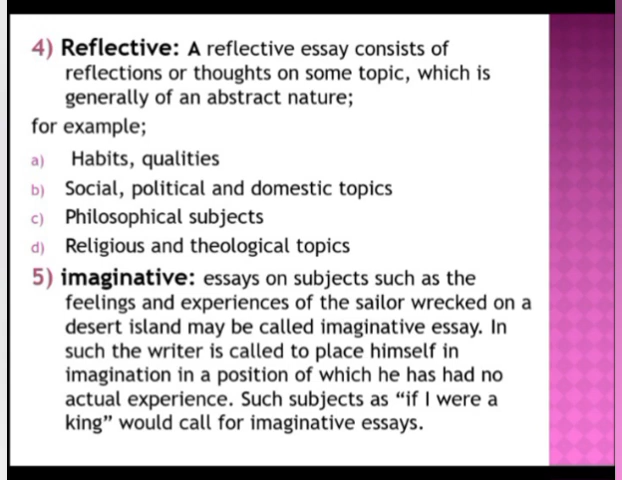 4) Reflective: A reflective essay consists of
reflections or thoughts on some topic, which is
generally of an abstract nature;
for example;
a) Habits, qualities
b) Social, political and domestic topics
c) Philosophical subjects
d) Religious and theological topics
5) imaginative: essays on subjects such as the
feelings and experiences of the sailor wrecked on a
desert island may be called imaginative essay. In
such the writer is called to place himself in
imagination in a position of which he has had no
actual experience. Such subjects as “if I were a
king” would call for imaginative essays.